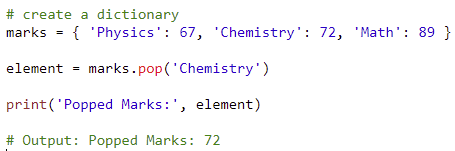 # create a dictionary
marks = { 'Physics': 67, 'Chemistry': 72, 'Math': 89 }
element = marks.pop('Chemistry')
print('Popped Marks:', element)
# Output: Popped Marks: 72